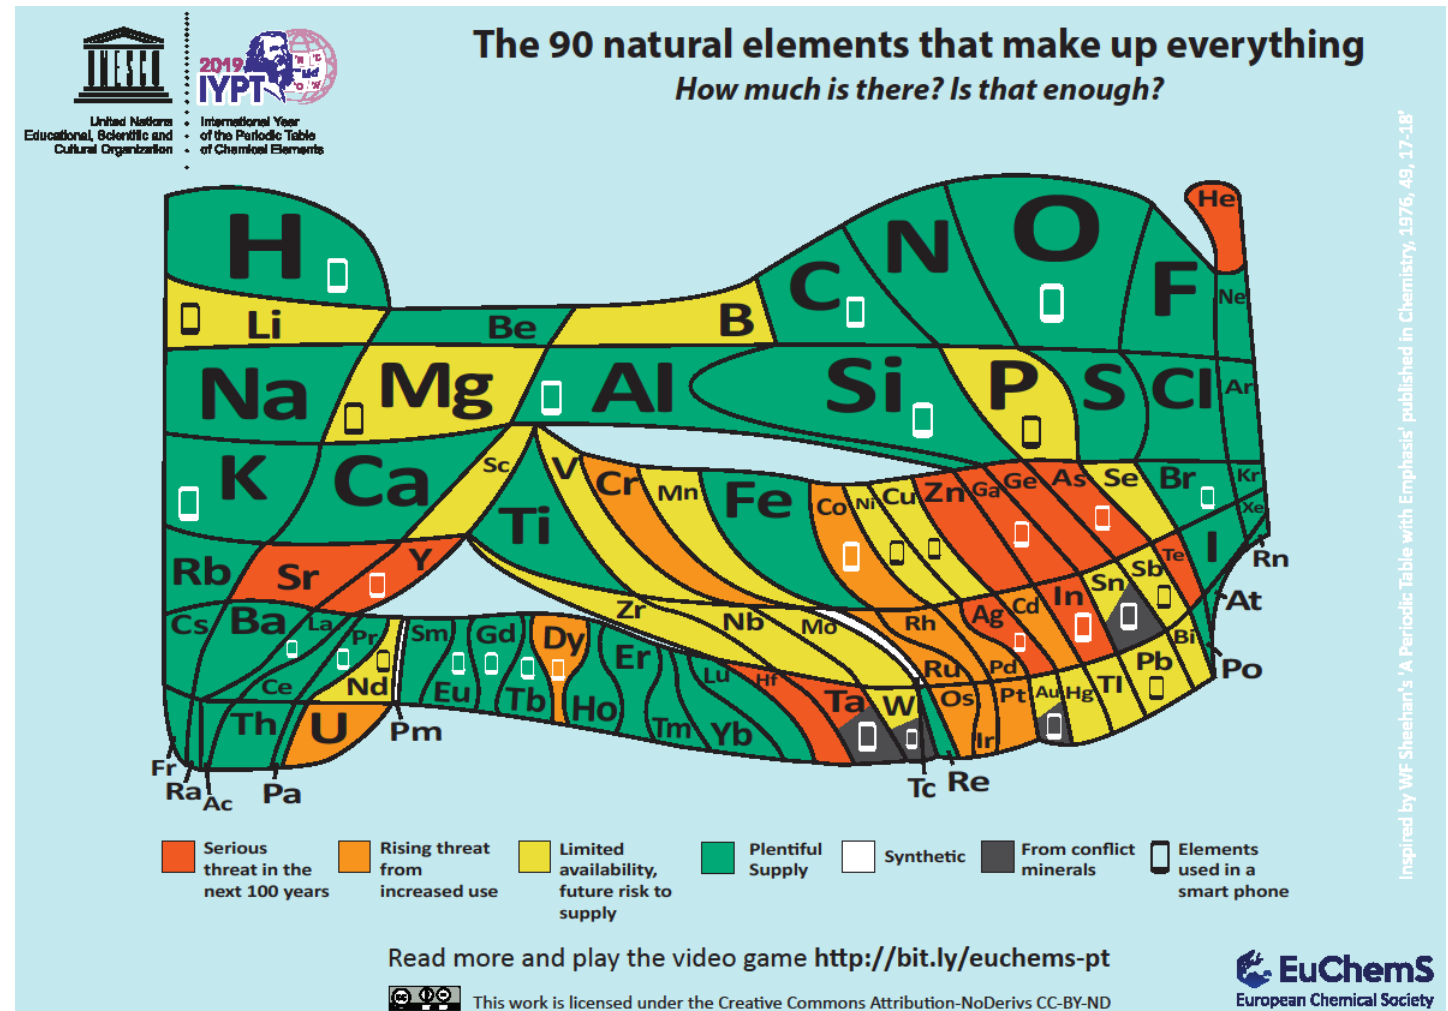 The 90 natural elements that make up everything
How much is there? Is that enough?
UNESCO
2019
IYPT
United Nations
Educational, Scientific and
Cultural Organization
International Year
of the Periodic Table
of Chemical Elements
H
He
Li
Be
B
C
N
O
F
Ne
Na
Mg
Al
Si
P
S
Cl
Ar
K
Ca
Sc
Ti
V
Cr
Mn
Fe
Co
Ni
Cu
Zn
Ga
Ge
As
Se
Br
Kr
Rb
Sr
Y
Zr
Nb
Mo
Tc
Ru
Rh
Pd
Ag
Cd
In
Sn
Sb
Te
I
Xe
Cs
Ba
La
Ce
Pr
Nd
Pm
Sm
Eu
Gd
Tb
Dy
Ho
Er
Tm
Yb
Lu
Hf
Ta
W
Re
Os
Ir
Pt
Au
Hg
Tl
Pb
Bi
Po
At
Rn
Fr
Ra
Ac
Th
Pa
U
Serious
threat in the
next 100 years
Rising threat
from
increased use
Limited
availability,
future risk to
supply
Plentiful
Supply
Synthetic
From conflict
minerals
Elements
used in a
smart phone
Read more and play the video game http://bit.ly/euchems-pt
cc
This work is licensed under the Creative Commons Attribution-NoDerivs CC-BY-ND
EuChemS
European Chemical Society
Inspired by WF Sheehan's 'A Periodic Table with Emphasis' published in Chemistry, 1976, 49, 17-18'